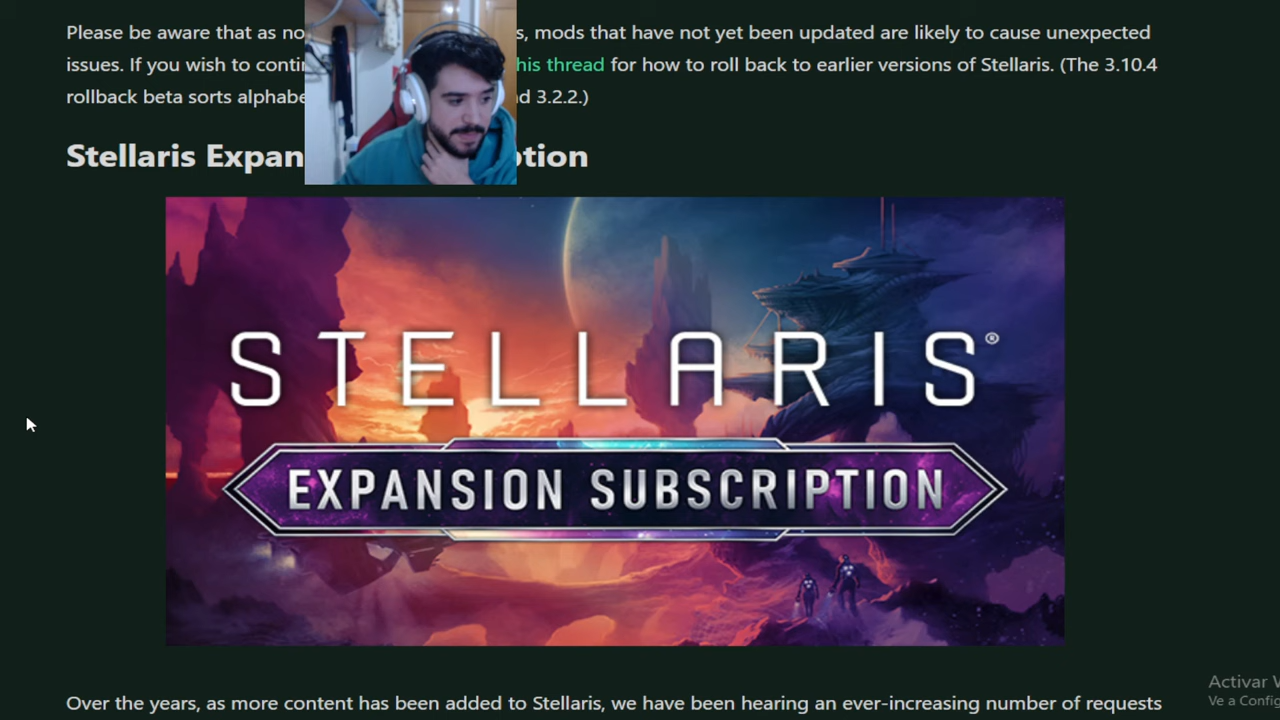 Please be aware that as no s, mods that have not yet been updated are likely to cause unexpected
issues. If you wish to conti his thread for how to roll back to earlier versions of Stellaris. (The 3.10.4
rollback beta sorts alphabe d 3.2.2.)
Stellaris Expan ption
STELLARIS®
EXPANSION SUBSCRIPTION
Over the years, as more content has been added to Stellaris, we have been hearing an ever-increasing number of requests
Activar
Ve a Config